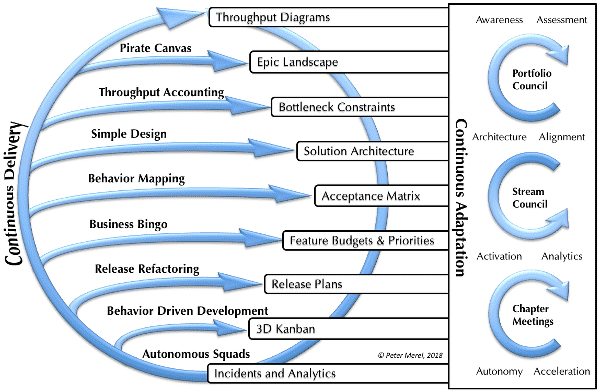 Throughput Diagrams
Pirate Canvas
Epic Landscape
Throughput Accounting
Bottleneck Constraints
Simple Design
Solution Architecture
Behavior Mapping
Acceptance Matrix
Business Bingo
Feature Budgets & Priorities
Release Refactoring
Release Plans
Behavior Driven Development
3D Kanban
Autonomous Squads
Incidents and Analytics
© Peter Merel, 2018
Continuous Delivery
Continuous Adaptation
Awareness Assessment
Portfolio
Council
Architecture Alignment
Stream
Council
Activation Analytics
Chapter
Meetings
Autonomy Acceleration